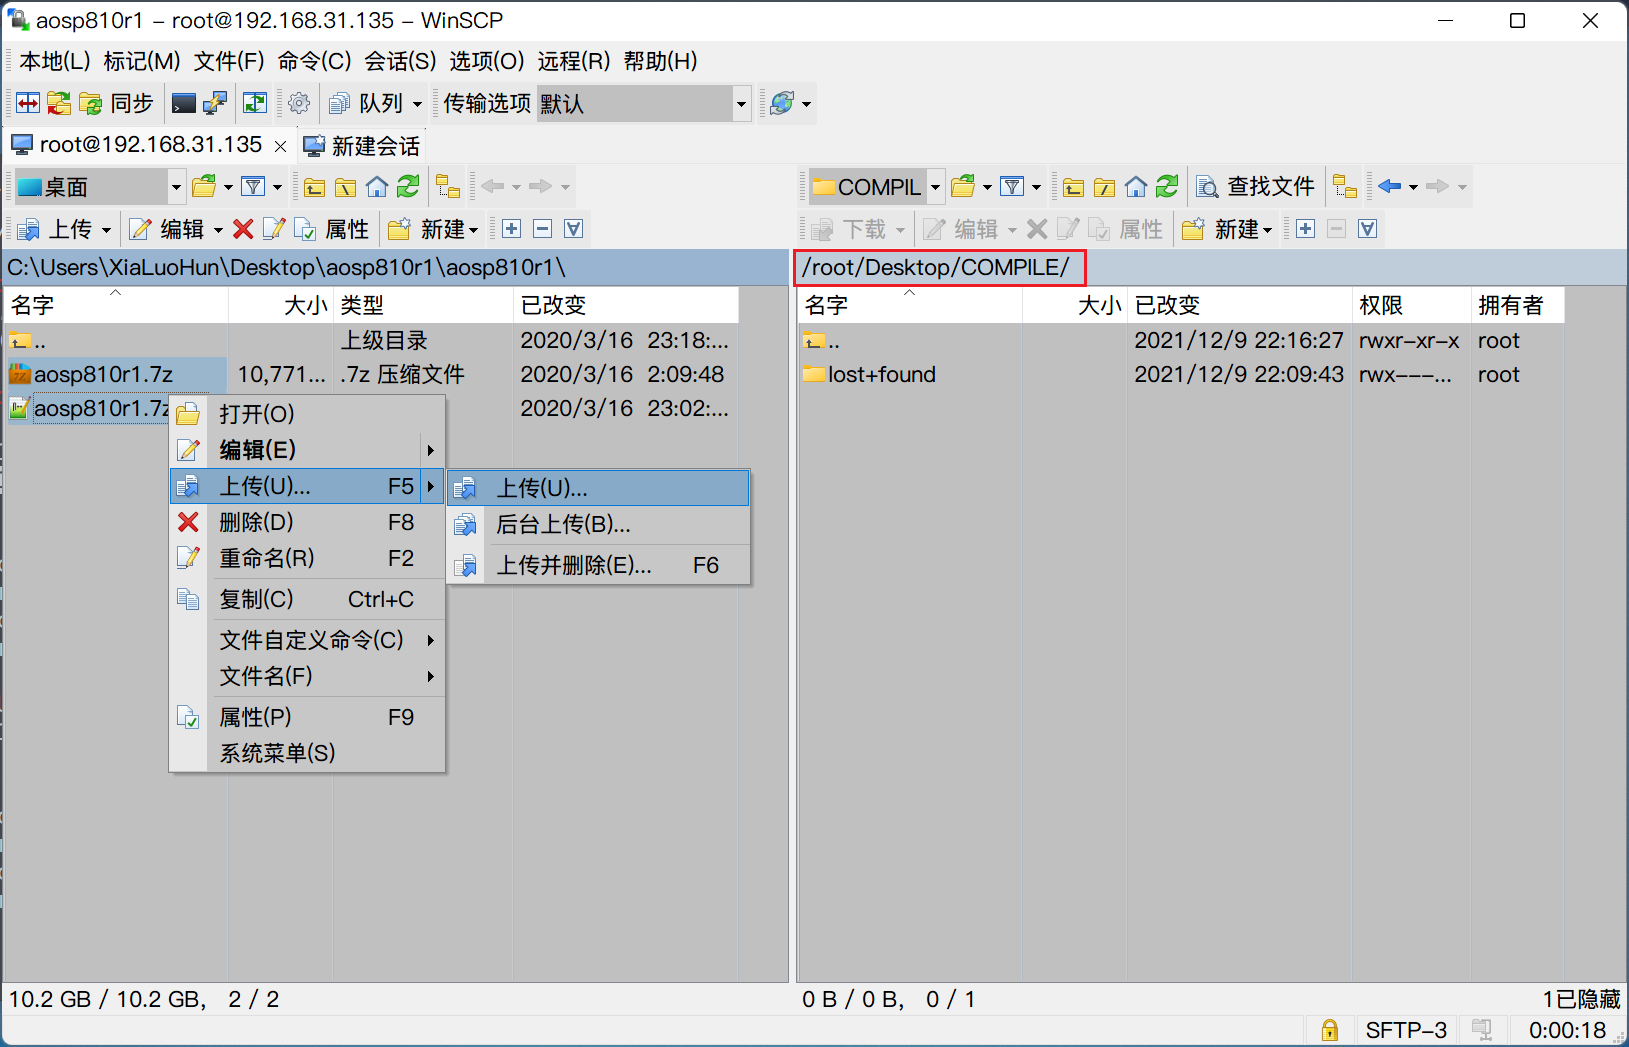 aosp810r1 – root@192.168.31.135 – WinSCP
本地(L) 标记(M) 文件(F) 命令(C) 会话(S) 选项(O) 远程(R) 帮助(H)
同步 队列 传输选项 默认
root@192.168.31.135 × 新建会话
桌面 COMPIL 查找文件
上传 编辑 属性 新建 下载 编辑 属性 新建
C:\Users\XiaLuoHun\Desktop\aosp810r1\aosp810r1\ /root/Desktop/COMPILE/
名字 大小 类型 已改变 名字 大小 已改变 权限 拥有者
.. 上级目录 2020/3/16 23:18:... .. 2021/12/9 22:16:27 rwxr-xr-x root
aosp810r1.7z 10,771... .7z 压缩文件 2020/3/16 2:09:48 lost+found 2021/12/9 22:09:43 rwx---... root
aosp810r1.7z 2020/3/16 23:02:...
打开(O)
编辑(E)
上传(U)... F5
删除(D) F8
重命名(R) F2
复制(C) Ctrl+C
文件自定义命令(C)
文件名(F)
属性(P) F9
系统菜单(S)
上传(U)...
后台上传(B)...
上传并删除(E)... F6
10.2 GB / 10.2 GB, 2 / 2 0 B / 0 B, 0 / 1 1已隐藏
SFTP-3 0:00:18